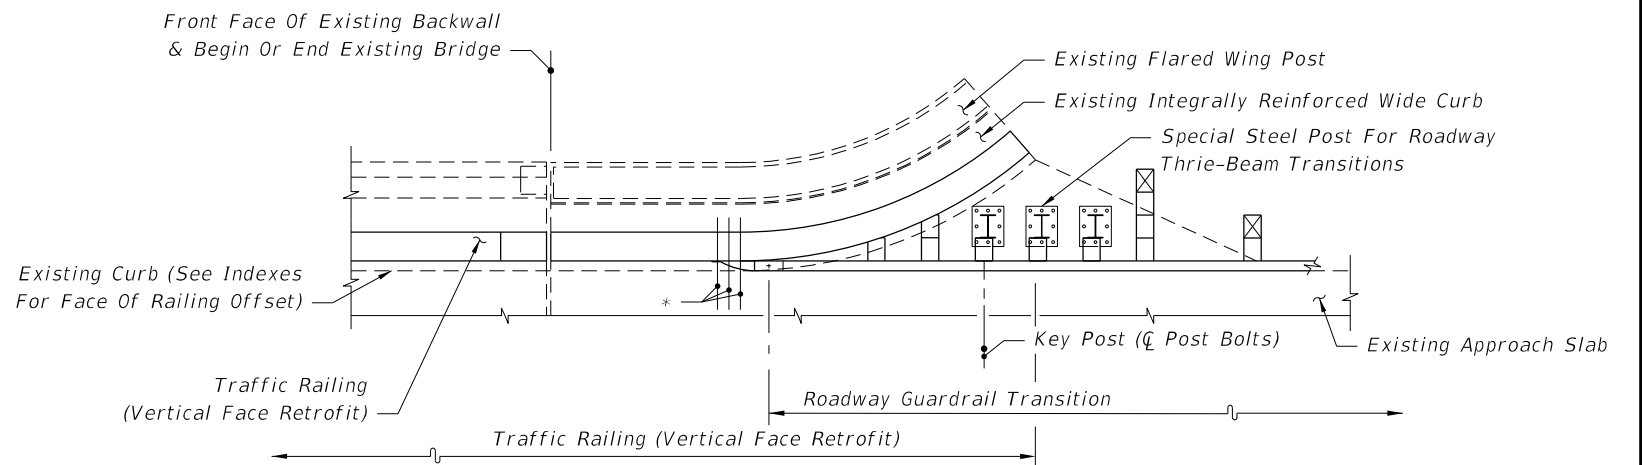 Front Face Of Existing Backwall
& Begin Or End Existing Bridge
Existing Flared Wing Post
Existing Integrally Reinforced Wide Curb
Special Steel Post For Roadway
Thrie-Beam Transitions
Existing Curb (See Indexes
For Face Of Railing Offset)
*
Key Post (℄ Post Bolts)
Existing Approach Slab
Traffic Railing
(Vertical Face Retrofit)
Roadway Guardrail Transition
Traffic Railing (Vertical Face Retrofit)